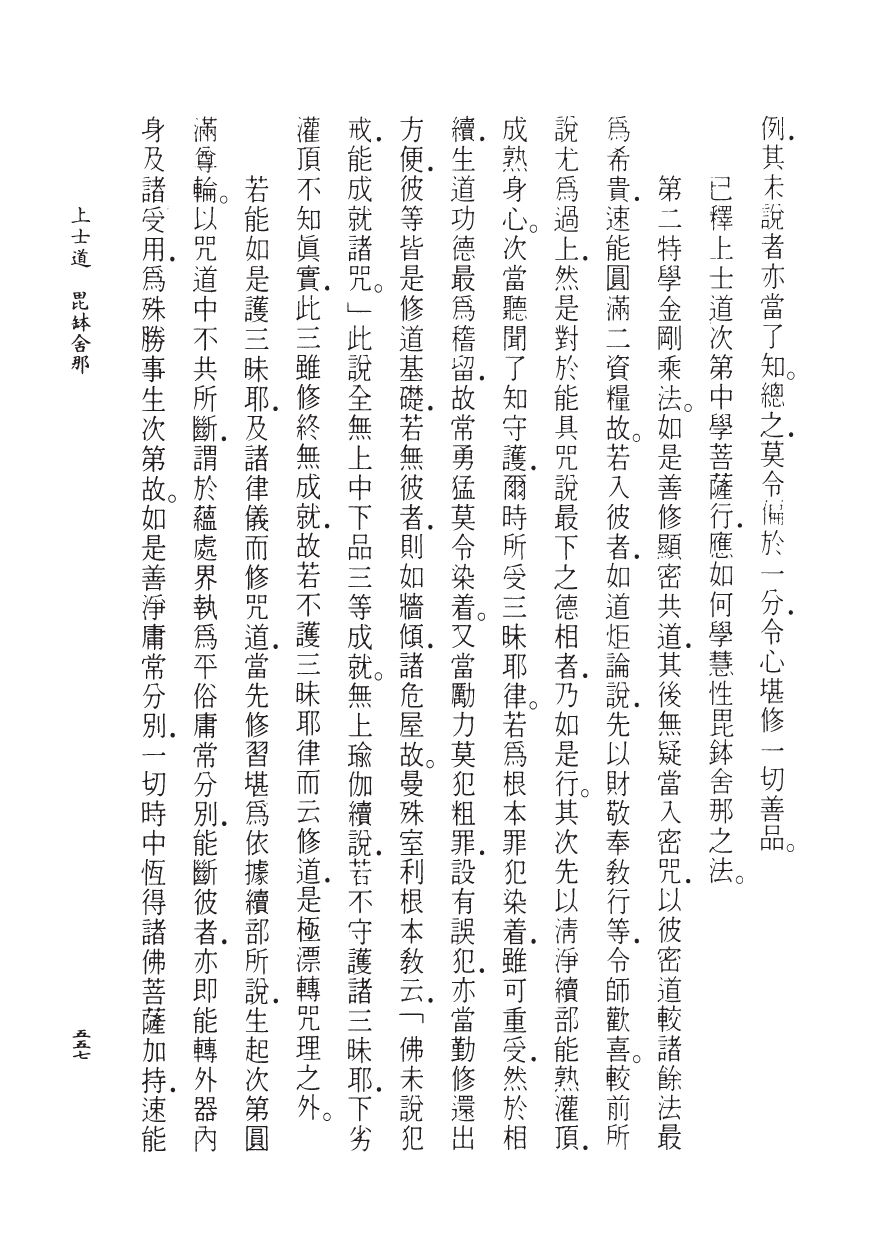 例．其未說者亦當了知。總之．莫令偏於一分．令心堪修一切善品。
已釋上士道次第中學菩薩行．應如何學慧性毘鉢舍那之法。
第二特學金剛乘法。如是善修顯密共道．其後無疑當入密咒．以彼密道較諸餘法最
爲希貴．速能圓滿二資糧故。若入彼者．如道炬論說．先以財敬奉教行等．令師歡喜。較前所
說尤爲過上．然是對於能具咒說最下之德相者．乃如是行。其次先以清淨續部能熟灌頂．
成熟身心。次當聽聞了知守護．爾時所受三昧耶律。若爲根本罪犯染着．雖可重受．然於相
續．生道功德最爲稽留．故常勇猛莫令染着。又當勵力莫犯粗罪．設有誤犯．亦當勤修還出
方便．彼等皆是修道基礎．若無彼者．則如牆傾．諸危屋故。曼殊室利根本教云．「佛未說犯
戒．能成就諸咒。」此說全無上中下品三等成就。無上瑜伽續說．若不守護諸三昧耶．下劣
灌頂不知眞實．此三雖修終無成就．故若不護三昧耶律而云修道．是極漂轉咒理之外。
若能如是護三昧耶．及諸律儀而修咒道．當先修習堪爲依據續部所說．生起次第圓
滿尊輪。以咒道中不共所斷．謂於蘊處界執爲平俗庸常分別．能斷彼者．亦即能轉外器內
身及諸受用．爲殊勝事生次第故。如是善淨庸常分別．一切時中恆得諸佛菩薩加持．速能
上士道　毘鉢舍那
五五七